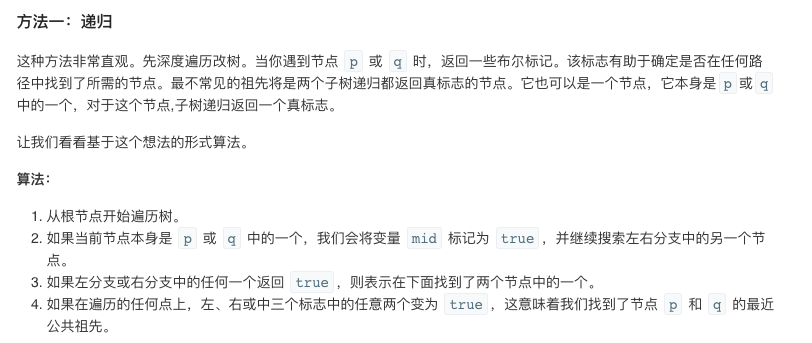 方法一：递归
这种方法非常直观。先深度遍历改树。当你遇到节点 p 或 q 时，返回一些布尔标记。该标志有助于确定是否在任何路
径中找到了所需的节点。最不常见的祖先将是两个子树递归都返回真标志的节点。它也可以是一个节点，它本身是 p 或 q
中的一个，对于这个节点,子树递归返回一个真标志。
让我们看看基于这个想法的形式算法。
算法：
1. 从根节点开始遍历树。
2. 如果当前节点本身是 p 或 q 中的一个，我们会将变量 mid 标记为 true ，并继续搜索左右分支中的另一个节
点。
3. 如果左分支或右分支中的任何一个返回 true ，则表示在下面找到了两个节点中的一个。
4. 如果在遍历的任何点上，左、右或中三个标志中的任意两个变为 true ，这意味着我们找到了节点 p 和 q 的最近
公共祖先。